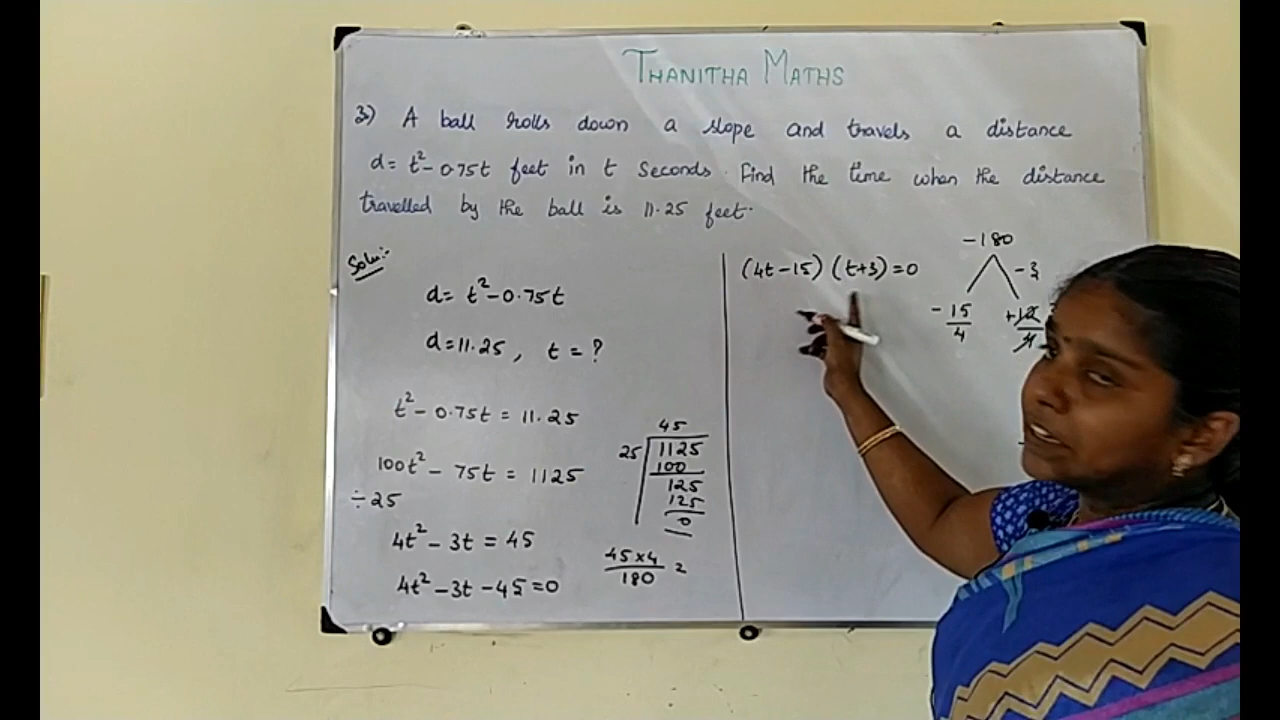 THANITHA MATHS
3) A ball rolls down a slope and travels a distance
d= t²-0.75t feet in t seconds. Find the time when the distance
travelled by the ball is 11.25 feet.
Solu:-
d= t²-0.75t
d=11.25, t = ?
t² - 0.75t = 11.25
100t² - 75t = 1125
÷25
4t² - 3t = 45
4t² - 3t - 45 = 0
45
25 1125
100
125
125
0
45×4
180
(4t-15) (t+3)=0
-180
-3
-15
4
+12
4